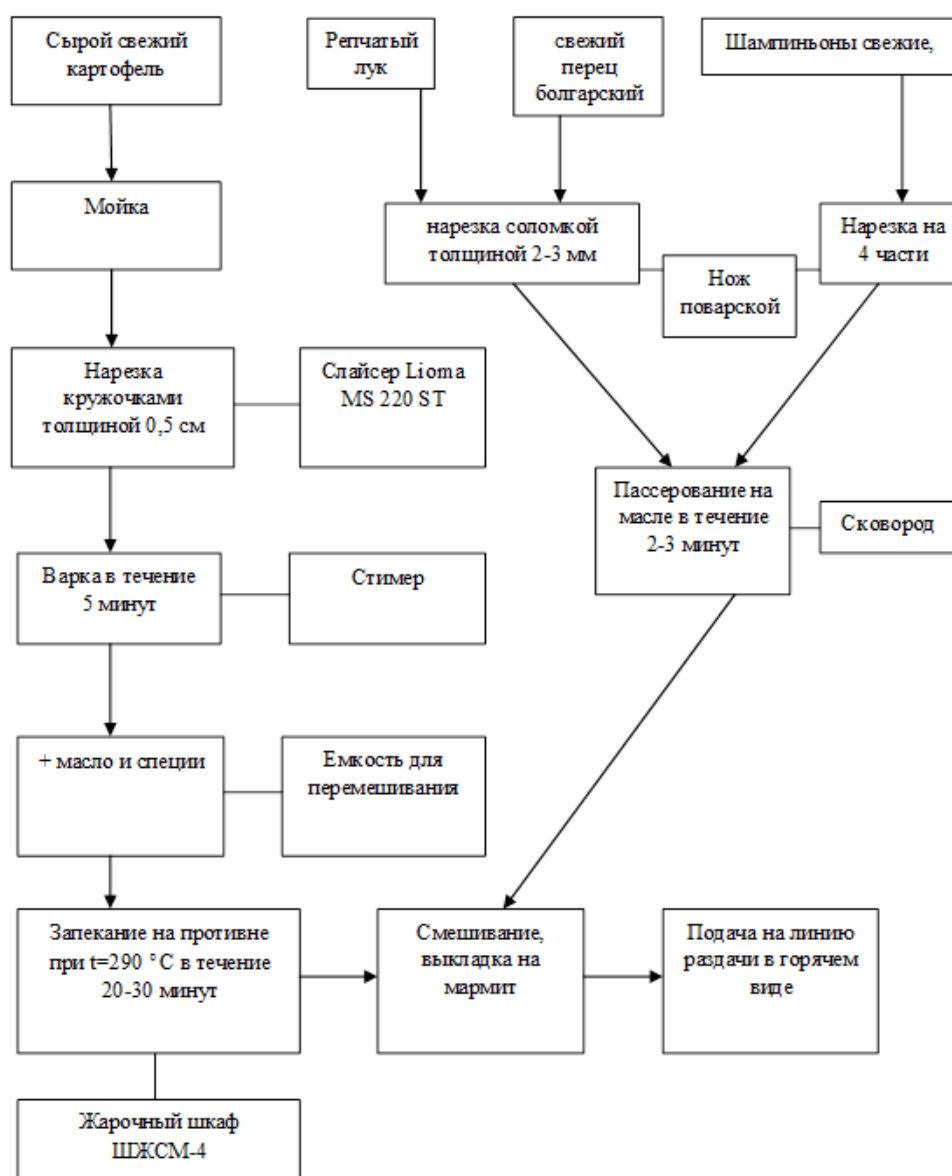 Сырой свежий
картофель
Репчатый
лук
свежий
перец
болгарский
Шампиньоны свежие,
Мойка
нарезка соломкой
толщиной 2-3 мм
Нарезка на
4 части
Нож
поварской
Нарезка
кружочками
толщиной 0,5 см
Слайсер Lioma
MS 220 ST
Пассерование на
масле в течение
2-3 минут
Сковород
Варка в течение
5 минут
Стимер
+ масло и специи
Емкость для
перемешивания
Запекание на противне
при t=290 °С в течение
20-30 минут
Смешивание,
выкладка на
мармит
Подача на линию
раздачи в горячем
виде
Жарочный шкаф
ШЖСМ-4